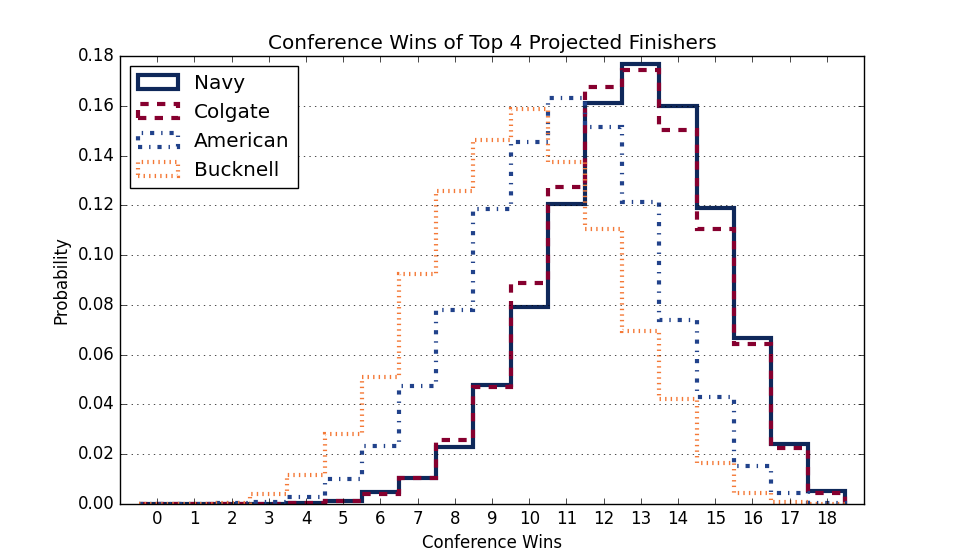 Conference Wins of Top 4 Projected Finishers
0.18
0.16
0.14
0.12
0.10
0.08
0.06
0.04
0.02
0.00
Probability
Navy
Colgate
American
Bucknell
0 1 2 3 4 5 6 7 8 9 10 11 12 13 14 15 16 17 18
Conference Wins